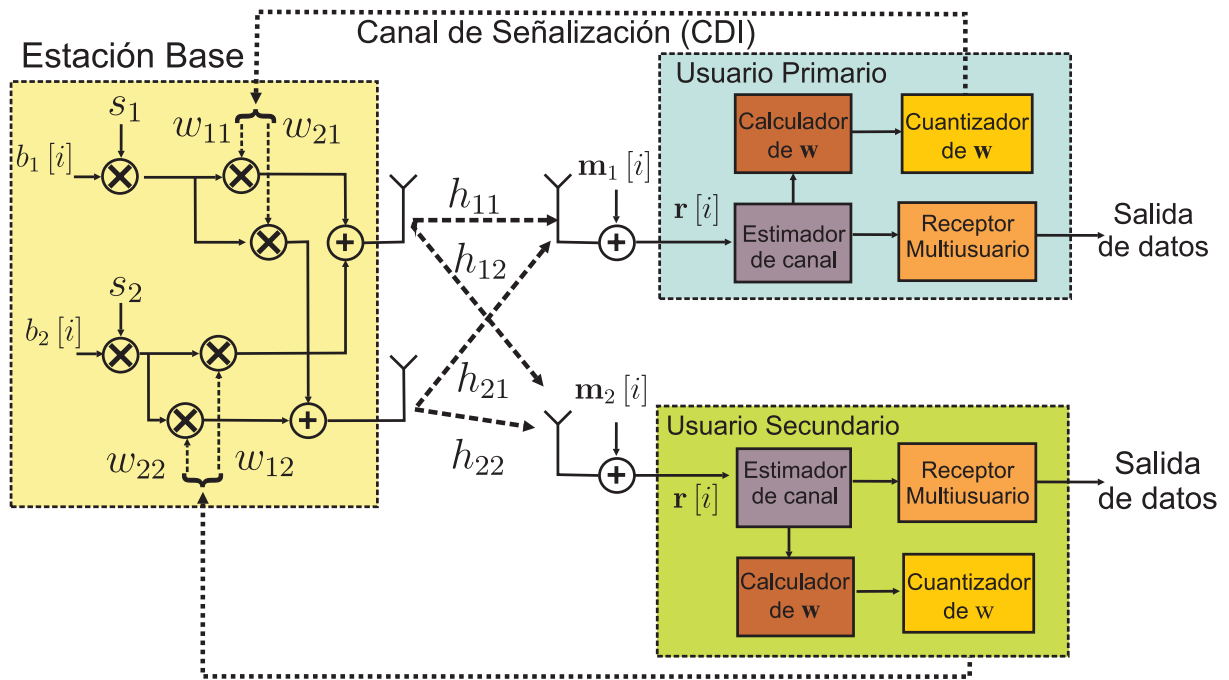 Canal de Señalización (CDI)
Estación Base
Usuario Primario
s₁
w₁₁
w₂₁
b₁ [i]
Calculador
de w
Cuantizador
de w
h₁₁
m₁ [i]
r [i]
Estimador
de canal
Receptor
Multiusuario
Salida
de datos
h₁₂
s₂
b₂ [i]
h₂₁
m₂ [i]
Usuario Secundario
w₂₂
w₁₂
h₂₂
r [i]
Estimador
de canal
Receptor
Multiusuario
Salida
de datos
Calculador
de w
Cuantizador
de w